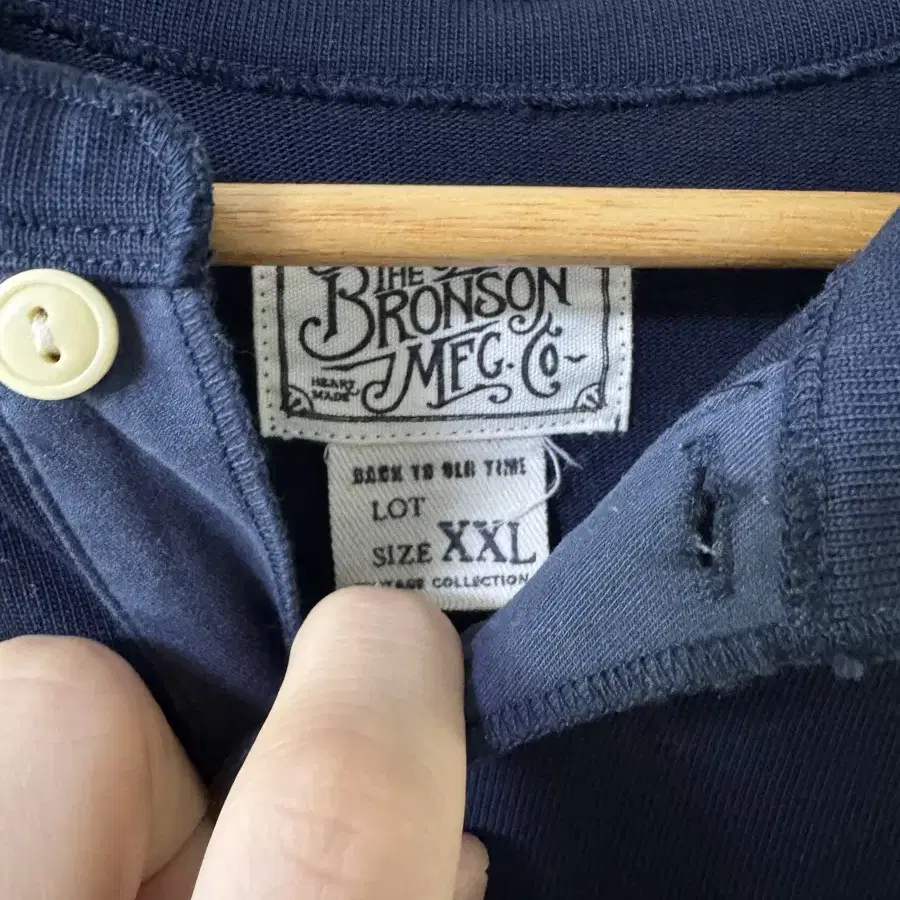 THE
BRONSON
MFG. Co
HEART
MADE
BACK TO OLD TIME
LOT
SIZE XXL
COLLECTION